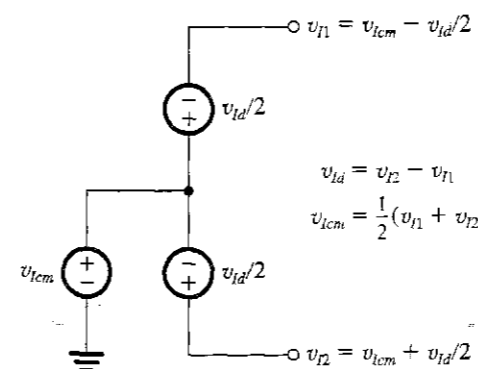 v_{I1} = v_{Icm} − v_{Id}/2
−
+
v_{Id}/2
v_{Id} = v_{I2} − v_{I1}
v_{Icm} = \frac{1}{2}(v_{I1} + v_{I2}
v_{Icm}
+
−
−
+
v_{Id}/2
v_{I2} = v_{Icm} + v_{Id}/2